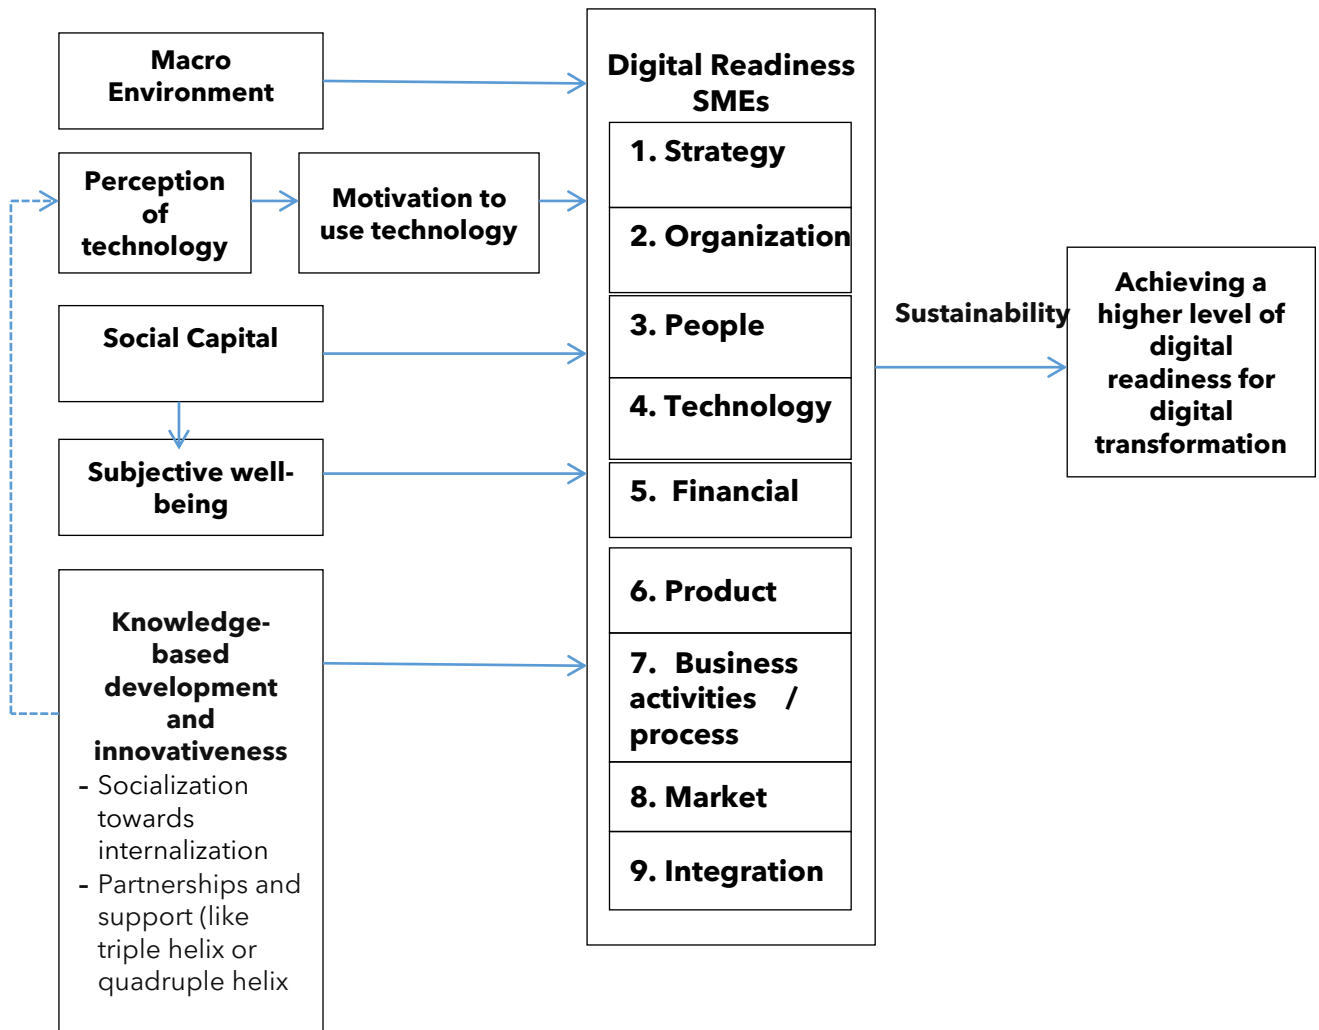 Macro
Environment
Perception
of
technology
Motivation to
use technology
Social Capital
Subjective well-
being
Knowledge-
based
development
and
innovativeness
- Socialization
towards
internalization
- Partnerships and
support (like
triple helix or
quadruple helix
Digital Readiness
SMEs
1. Strategy
2. Organization
3. People
4. Technology
5. Financial
6. Product
7. Business
activities /
process
8. Market
9. Integration
Sustainability
Achieving a
higher level of
digital
readiness for
digital
transformation